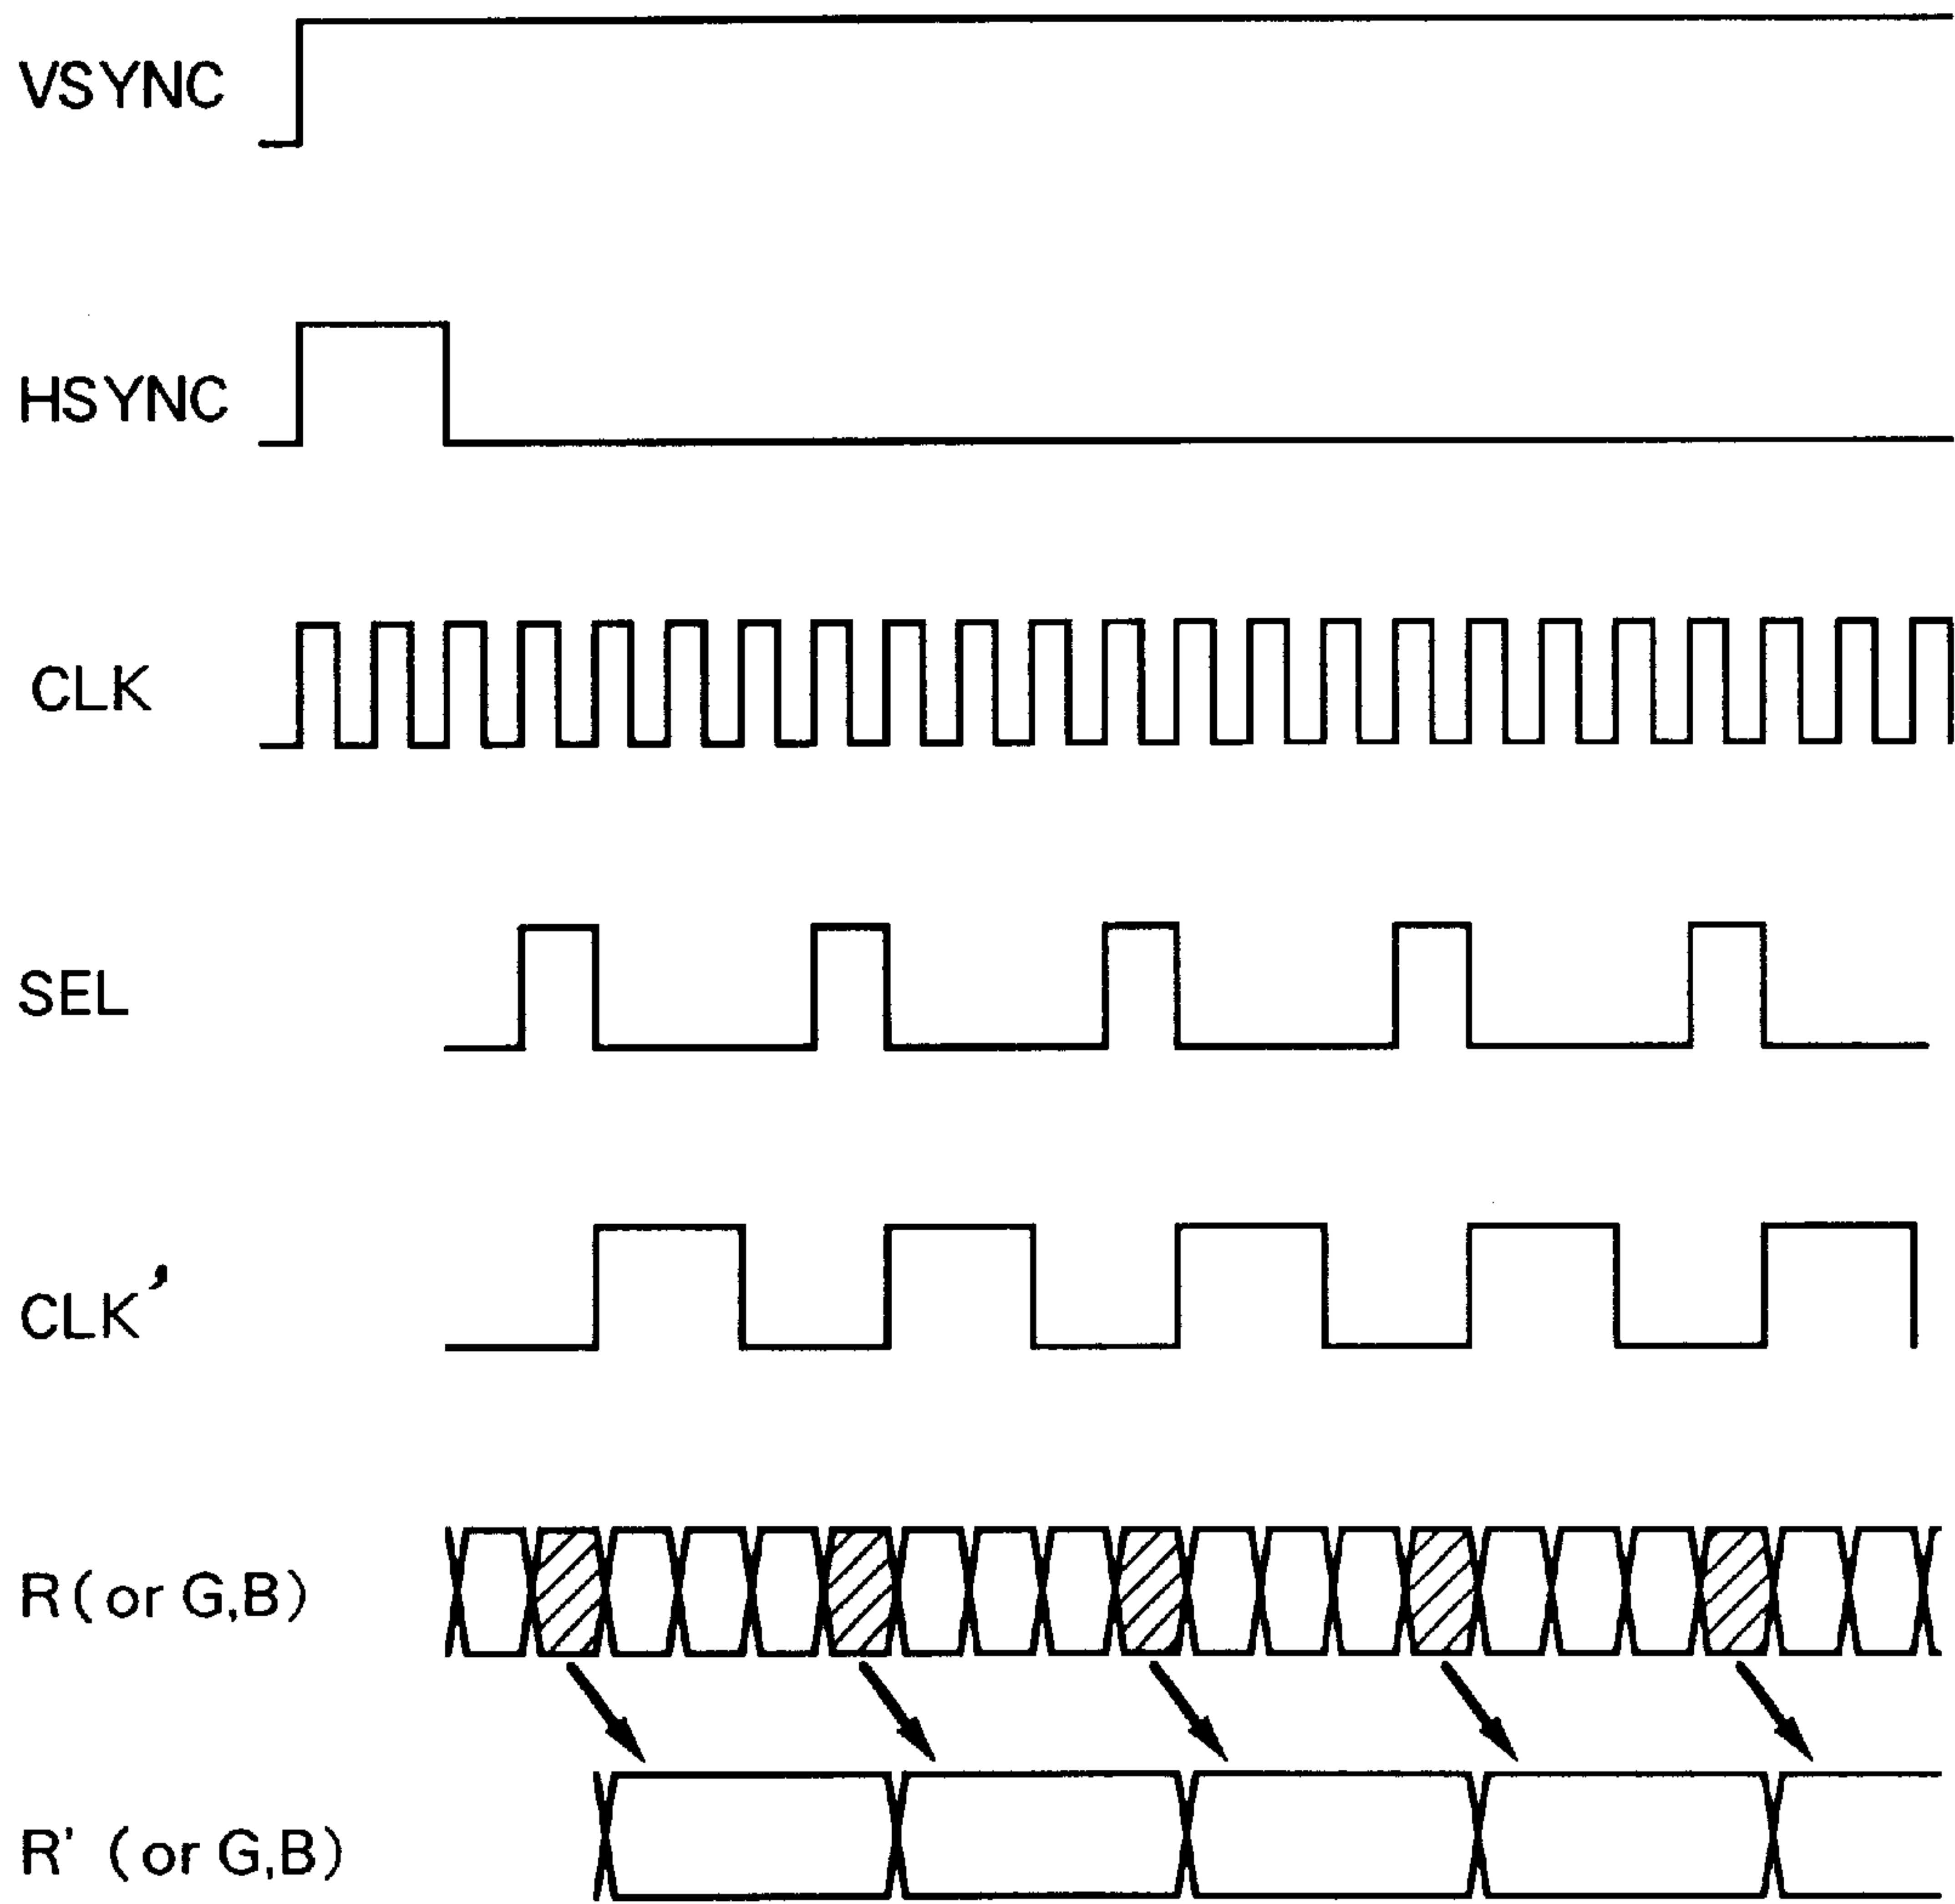 VSYNC
HSYNC
CLK
SEL
CLK'
R(or G,B)
R' (or G,B)